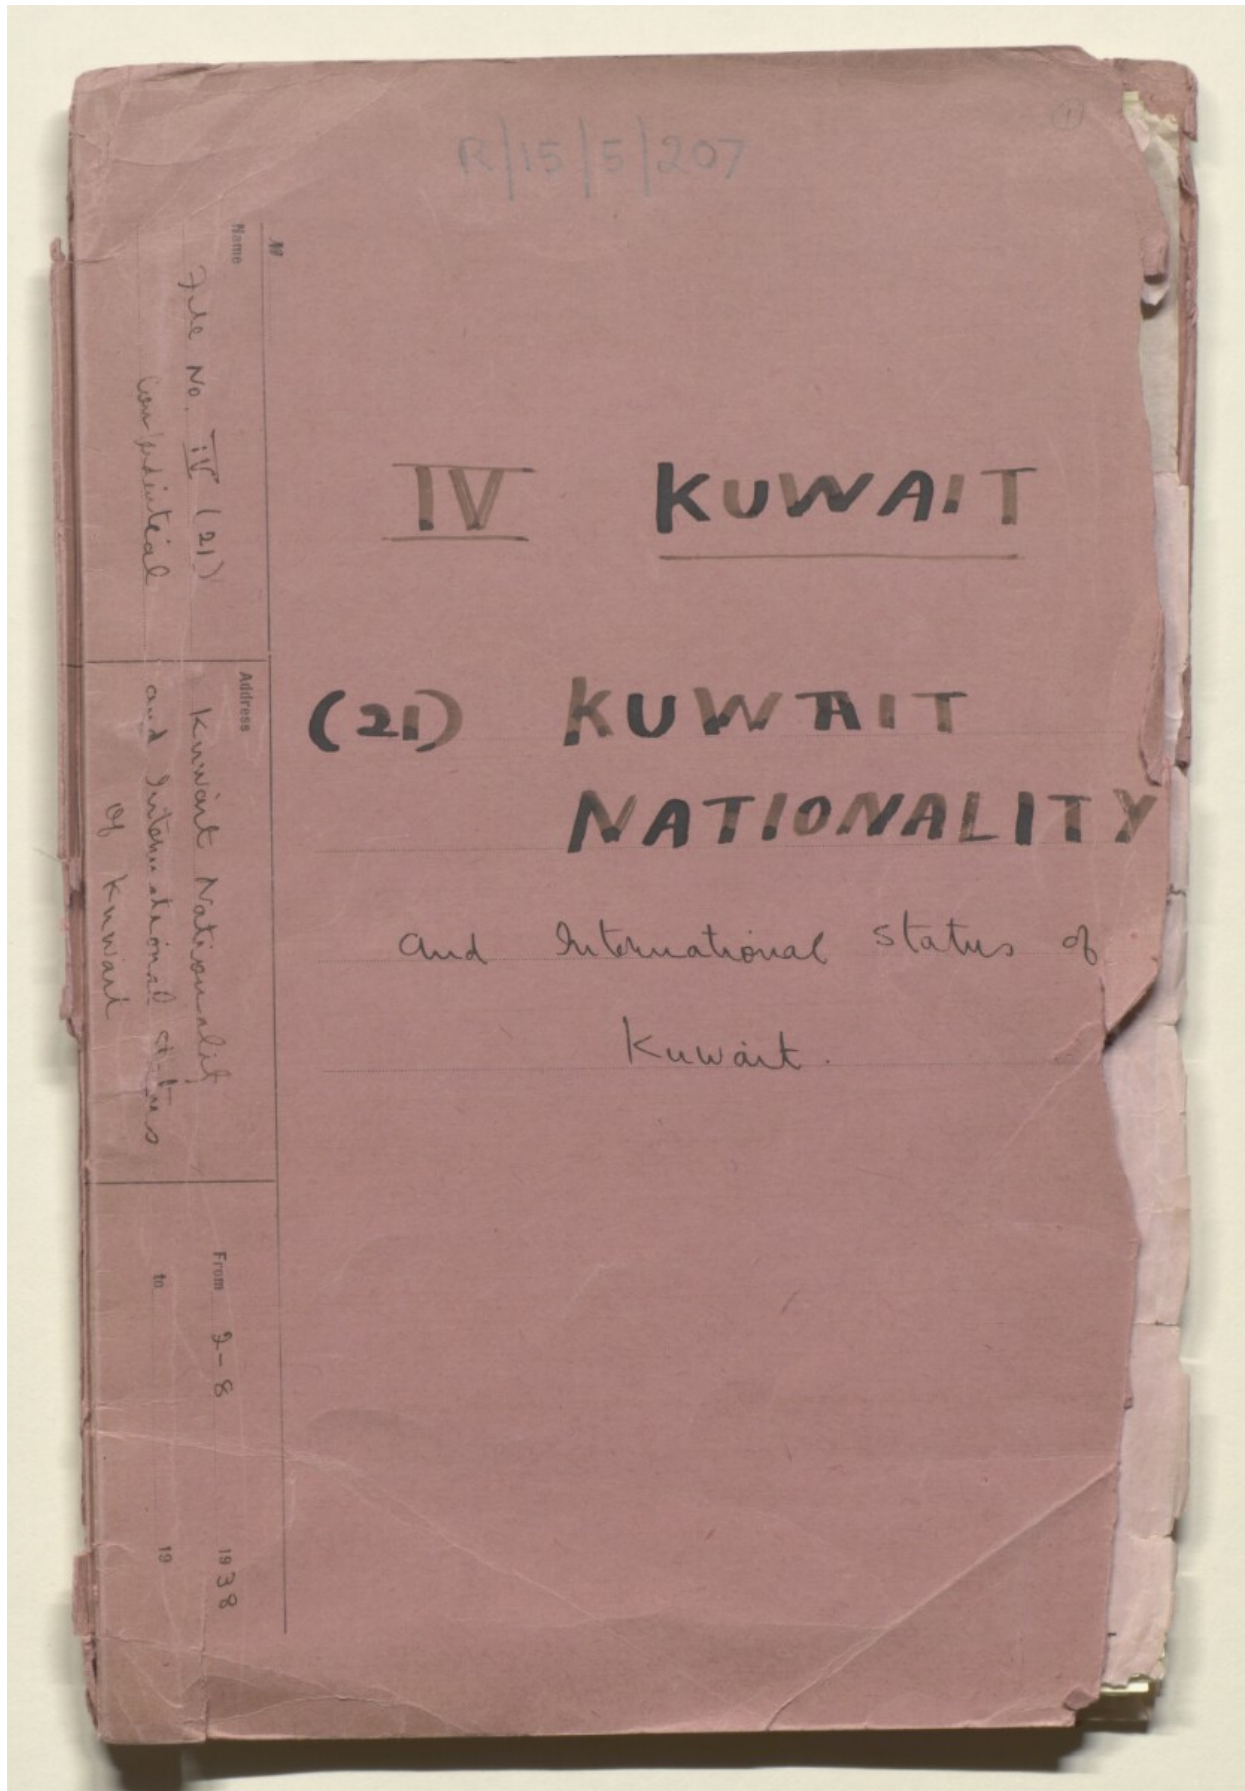 1
R/15/5/207
IV KUWAIT
(21) KUWAIT
NATIONALITY
and International status of
Kuwait.
N
Name
File No. IV (21)
Confidential
Address
Kuwait Nationality
and International Status
of Kuwait
From 2-8 1938
to 19